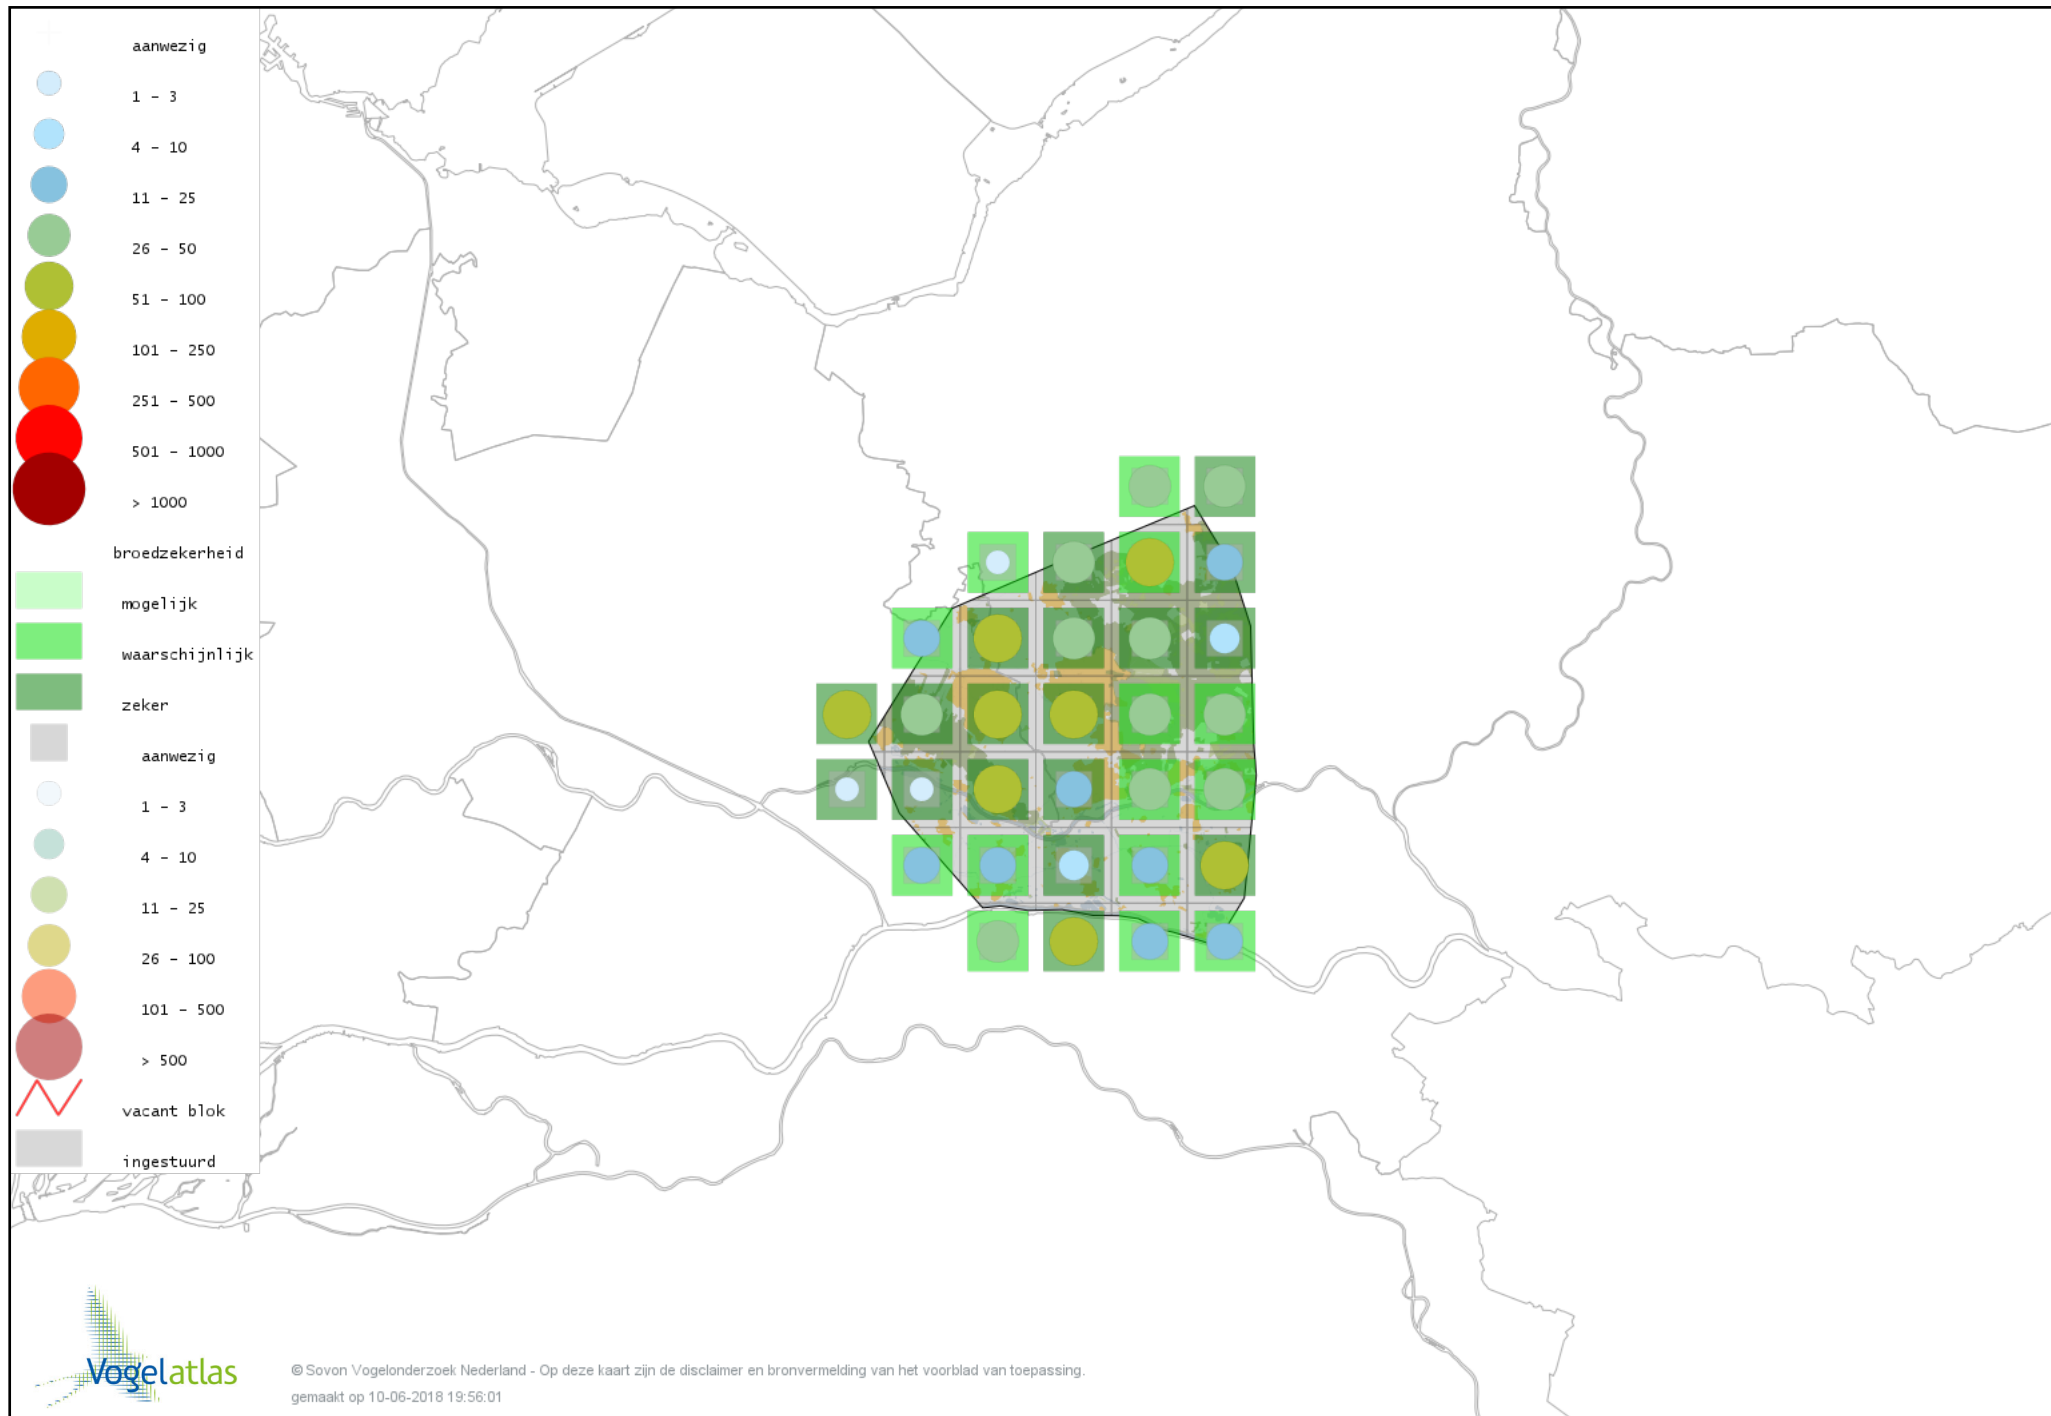 aanwezig
1 - 3
4 - 10
11 - 25
26 - 50
51 - 100
101 - 250
251 - 500
501 - 1000
> 1000
broedzekerheid
mogelijk
waarschijnlijk
zeker
aanwezig
1 - 3
4 - 10
11 - 25
26 - 100
101 - 500
> 500
vacant blok
ingestuurd
Vogelatlas
© Sovon Vogelonderzoek Nederland - Op deze kaart zijn de disclaimer en bronvermelding van het voorblad van toepassing.
gemaakt op 10-06-2018 19:56:01